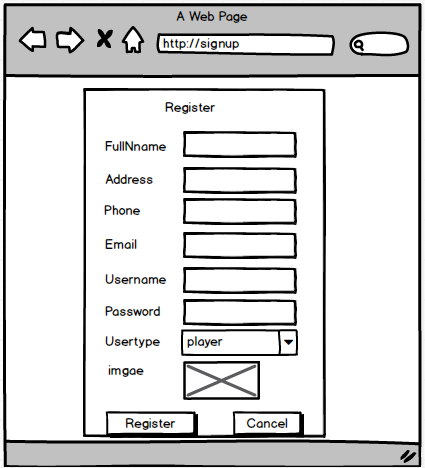 A Web Page
http://signup
Register
FullNname
Address
Phone
Email
Username
Password
Usertype player
imgae
Register Cancel